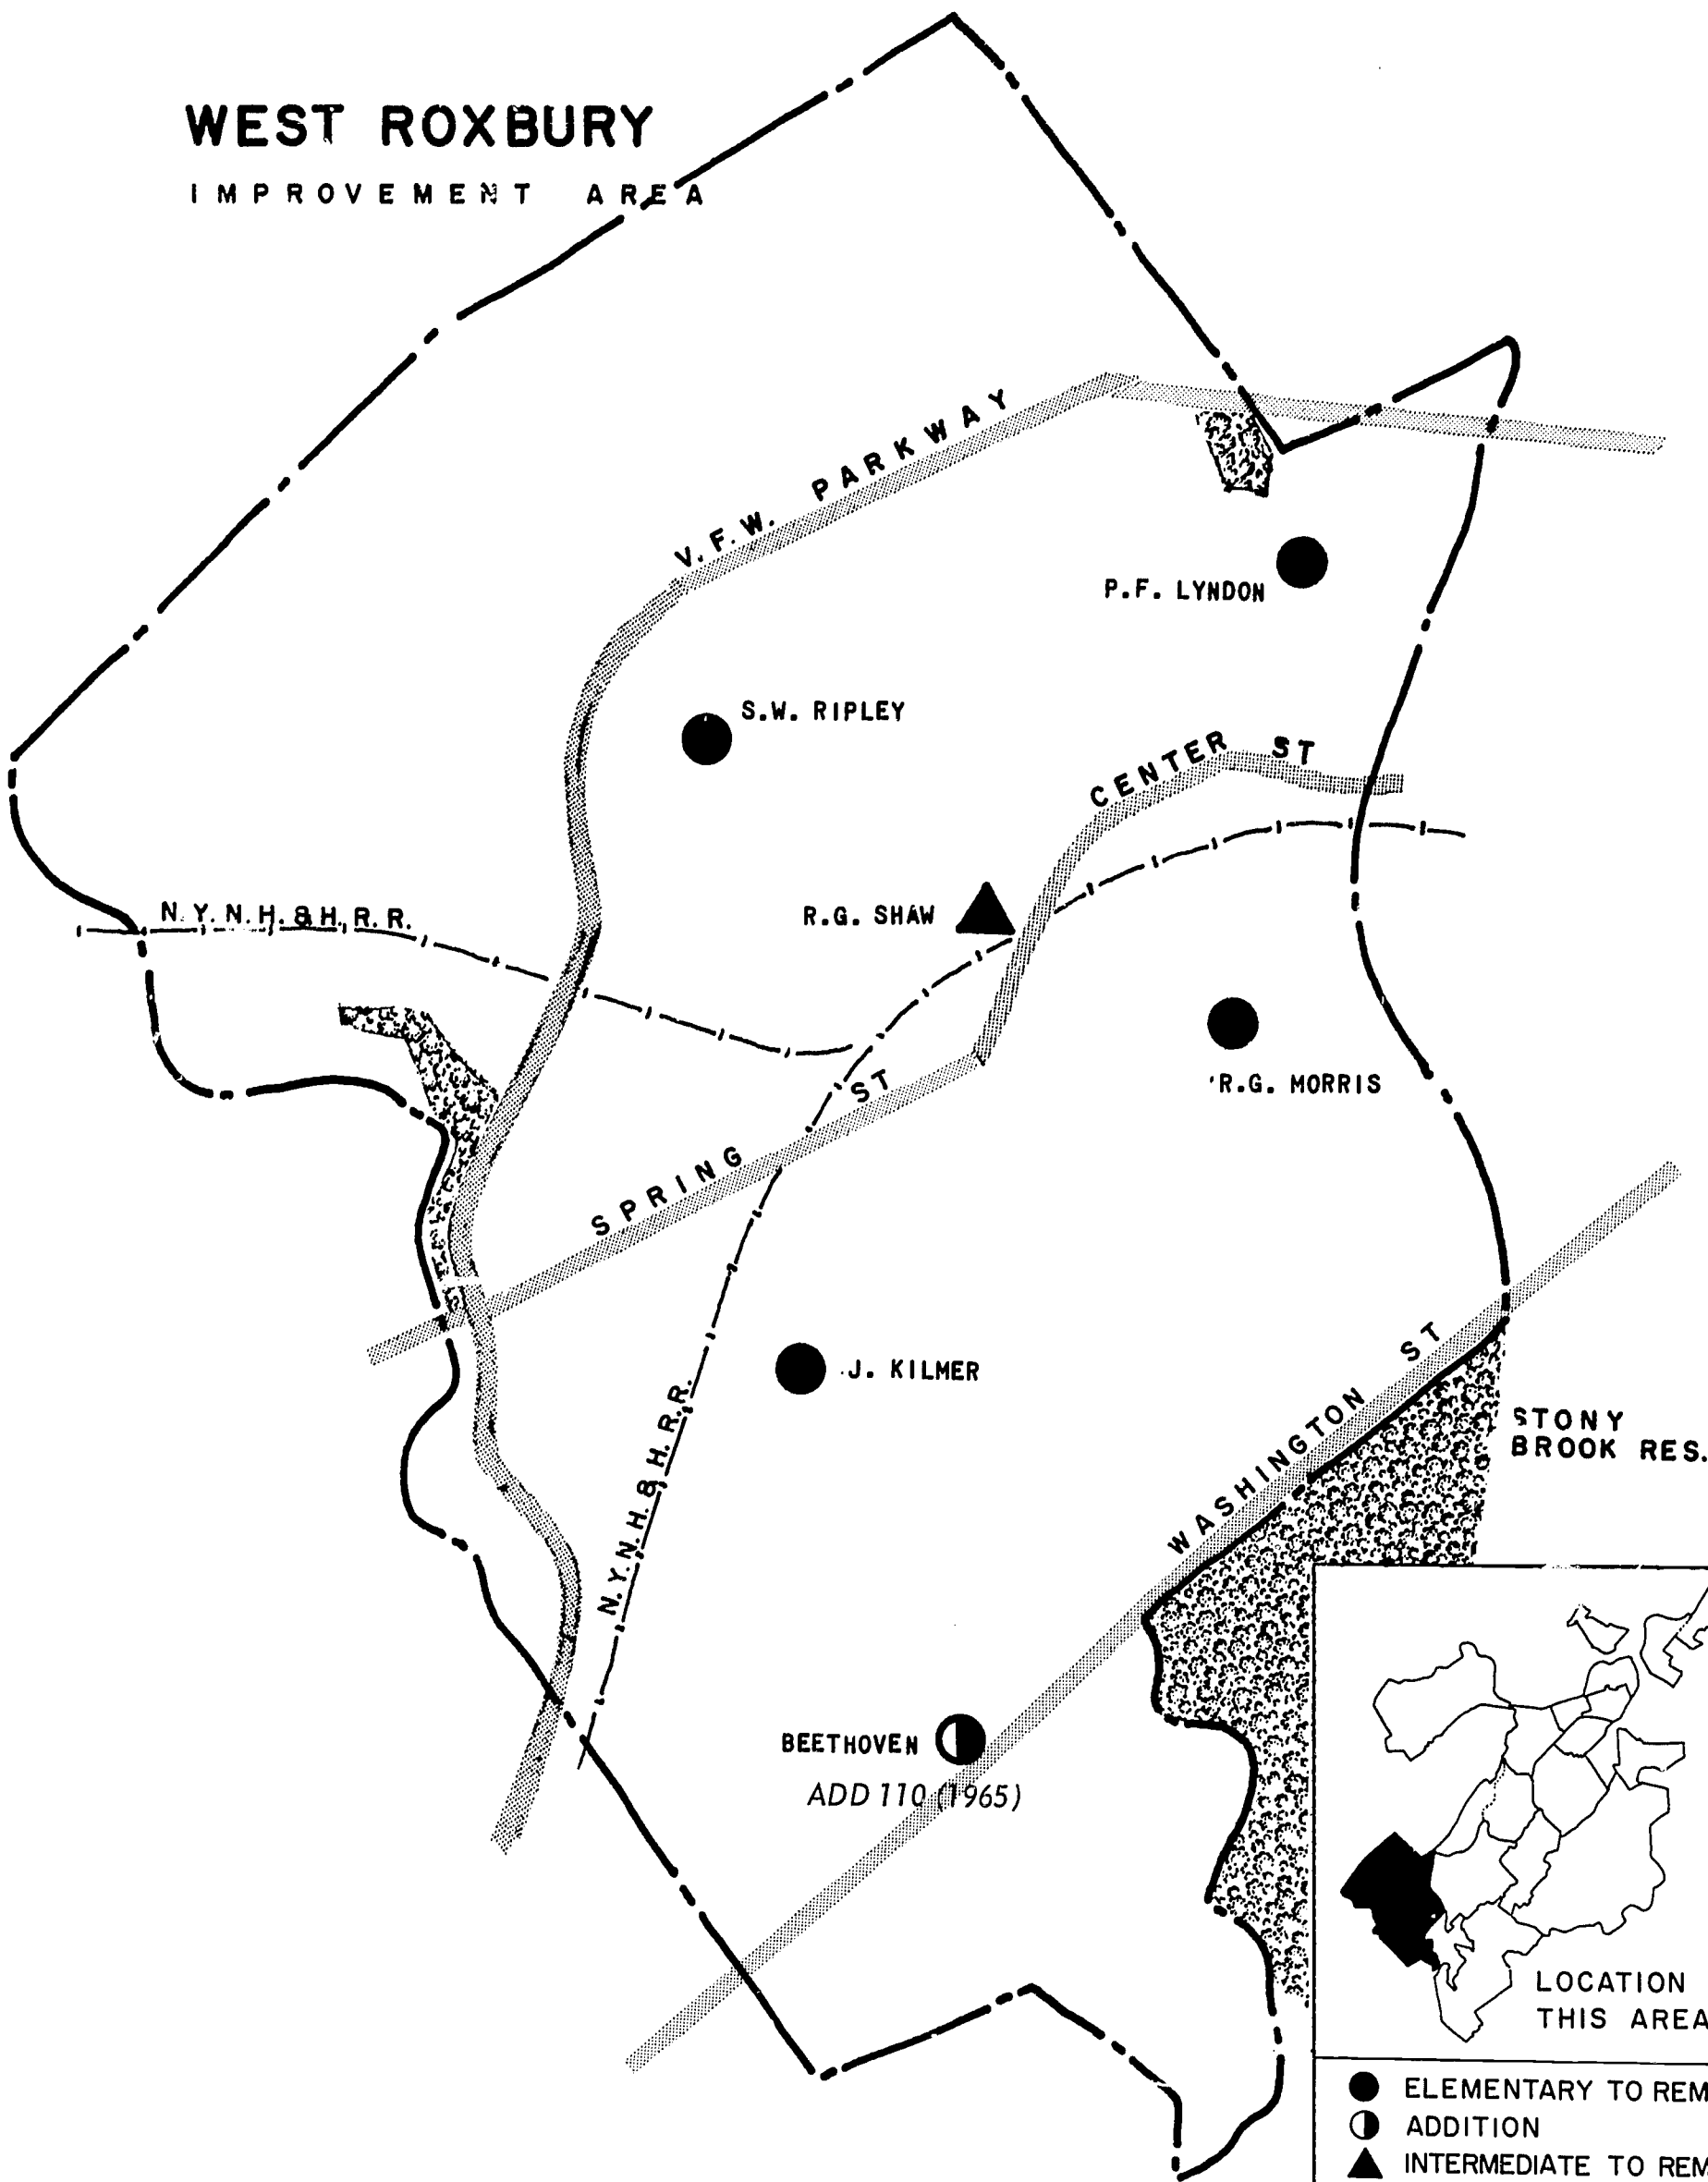 WEST ROXBURY
IMPROVEMENT AREA
V.F.W. PARKWAY
P.F. LYNDON
S.W. RIPLEY
CENTER ST
N.Y.N.H.&H.R.R.
R.G. SHAW
R.G. MORRIS
SPRING ST
J. KILMER
N.Y.N.H.&H.R.R.
WASHINGTON ST
STONY
BROOK RES.
BEETHOVEN
ADD 110 (1965)
LOCATION
THIS AREA
ELEMENTARY TO REM
ADDITION
INTERMEDIATE TO REM